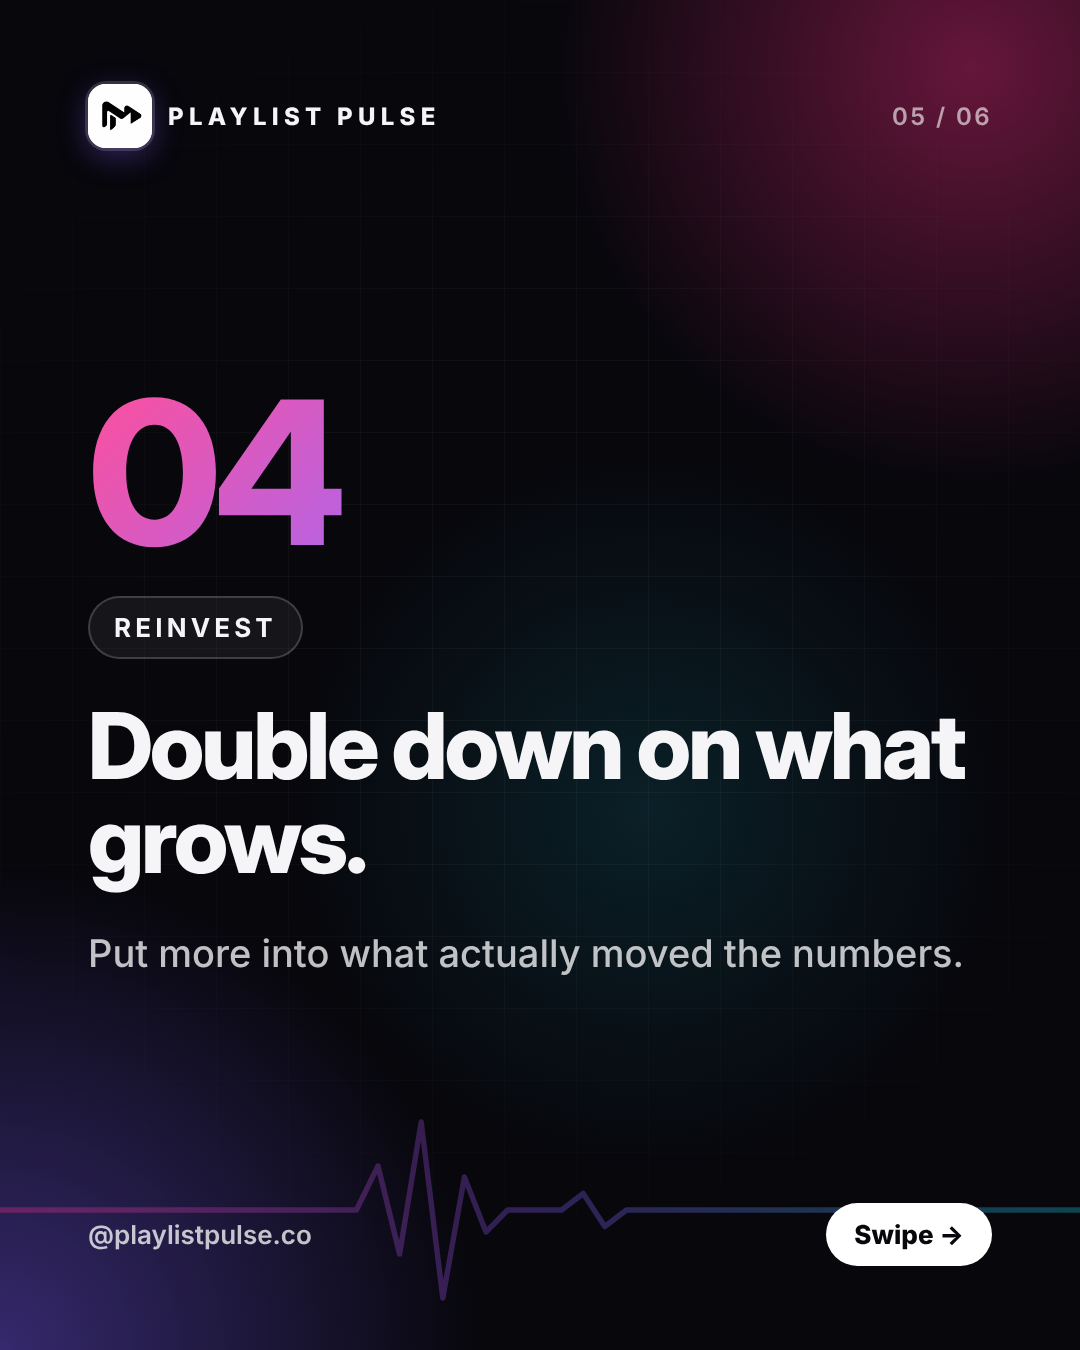 PLAYLIST PULSE
05 / 06
04
REINVEST
Double down on what
grows.
Put more into what actually moved the numbers.
@playlistpulse.co
Swipe →